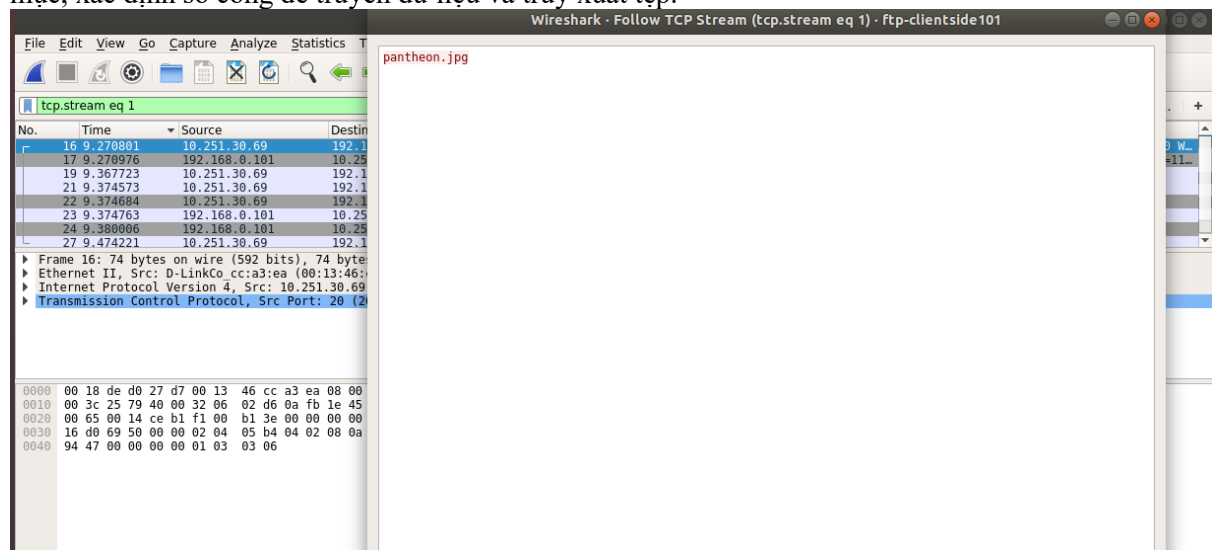 mục, xác định số cổng để truyền dữ liệu và truy xuất tệp.
Wireshark · Follow TCP Stream (tcp.stream eq 1) · ftp-clientside101
File Edit View Go Capture Analyze Statistics T
pantheon.jpg
tcp.stream eq 1
No. Time Source Destin
16 9.270801 10.251.30.69 192.1 0 W…
17 9.270976 192.168.0.101 10.25 =11…
19 9.367723 10.251.30.69 192.1
21 9.374573 10.251.30.69 192.1
22 9.374684 10.251.30.69 192.1
23 9.374763 192.168.0.101 10.25
24 9.380006 192.168.0.101 10.25
27 9.474221 10.251.30.69 192.1
Frame 16: 74 bytes on wire (592 bits), 74 byte
Ethernet II, Src: D-LinkCo_cc:a3:ea (00:13:46:
Internet Protocol Version 4, Src: 10.251.30.69
Transmission Control Protocol, Src Port: 20 (2
0000 00 18 de d0 27 d7 00 13 46 cc a3 ea 08 00
0010 00 3c 25 79 40 00 32 06 02 d6 0a fb 1e 45
0020 00 65 00 14 ce b1 f1 00 b1 3e 00 00 00 00
0030 16 d0 69 50 00 00 02 04 05 b4 04 02 08 0a
0040 94 47 00 00 00 00 01 03 03 06